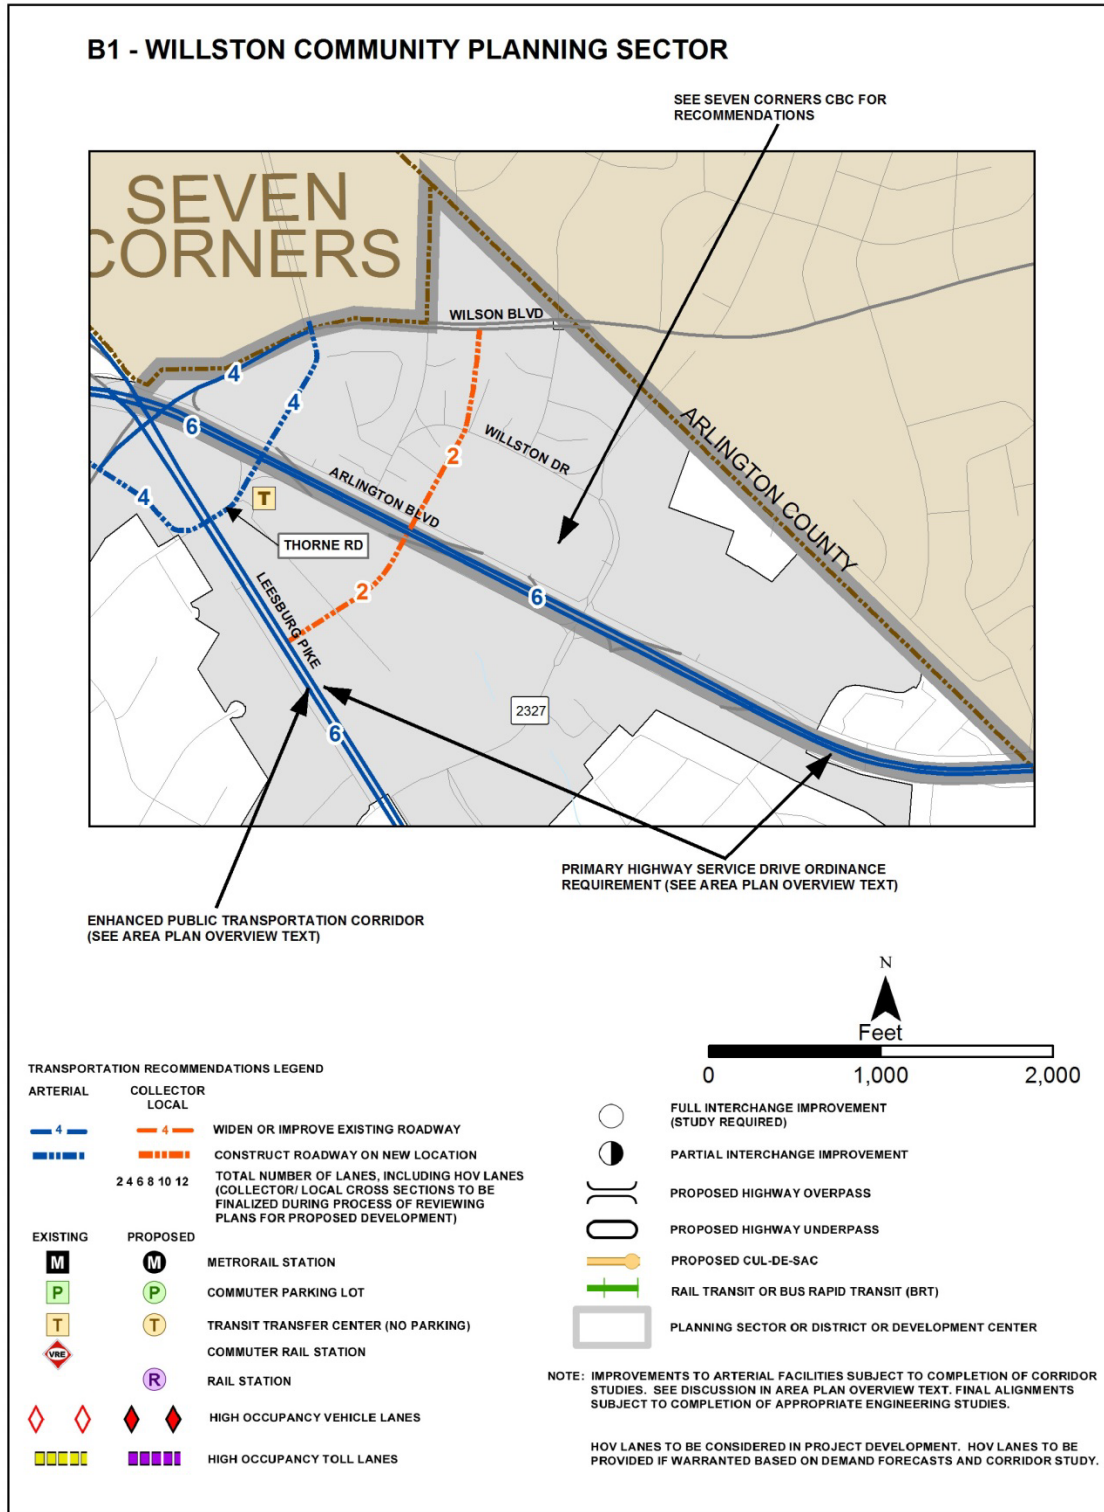 B1 - WILLSTON COMMUNITY PLANNING SECTOR
SEE SEVEN CORNERS CBC FOR
RECOMMENDATIONS
SEVEN
CORNERS
WILSON BLVD
4
4
6
WILLSTON DR
2
ARLINGTON COUNTY
4
T
ARLINGTON BLVD
THORNE RD
LEESBURG PIKE
2
6
2327
6
PRIMARY HIGHWAY SERVICE DRIVE ORDINANCE
REQUIREMENT (SEE AREA PLAN OVERVIEW TEXT)
ENHANCED PUBLIC TRANSPORTATION CORRIDOR
(SEE AREA PLAN OVERVIEW TEXT)
N
Feet
0 1,000 2,000
TRANSPORTATION RECOMMENDATIONS LEGEND
ARTERIAL COLLECTOR
LOCAL
4 4 WIDEN OR IMPROVE EXISTING ROADWAY
CONSTRUCT ROADWAY ON NEW LOCATION
2 4 6 8 10 12 TOTAL NUMBER OF LANES, INCLUDING HOV LANES
(COLLECTOR/ LOCAL CROSS SECTIONS TO BE
FINALIZED DURING PROCESS OF REVIEWING
PLANS FOR PROPOSED DEVELOPMENT)
EXISTING PROPOSED
M M METRORAIL STATION
P P COMMUTER PARKING LOT
T T TRANSIT TRANSFER CENTER (NO PARKING)
VRE COMMUTER RAIL STATION
R RAIL STATION
HIGH OCCUPANCY VEHICLE LANES
HIGH OCCUPANCY TOLL LANES
FULL INTERCHANGE IMPROVEMENT
(STUDY REQUIRED)
PARTIAL INTERCHANGE IMPROVEMENT
PROPOSED HIGHWAY OVERPASS
PROPOSED HIGHWAY UNDERPASS
PROPOSED CUL-DE-SAC
RAIL TRANSIT OR BUS RAPID TRANSIT (BRT)
PLANNING SECTOR OR DISTRICT OR DEVELOPMENT CENTER
NOTE: IMPROVEMENTS TO ARTERIAL FACILITIES SUBJECT TO COMPLETION OF CORRIDOR
STUDIES. SEE DISCUSSION IN AREA PLAN OVERVIEW TEXT. FINAL ALIGNMENTS
SUBJECT TO COMPLETION OF APPROPRIATE ENGINEERING STUDIES.
HOV LANES TO BE CONSIDERED IN PROJECT DEVELOPMENT. HOV LANES TO BE
PROVIDED IF WARRANTED BASED ON DEMAND FORECASTS AND CORRIDOR STUDY.